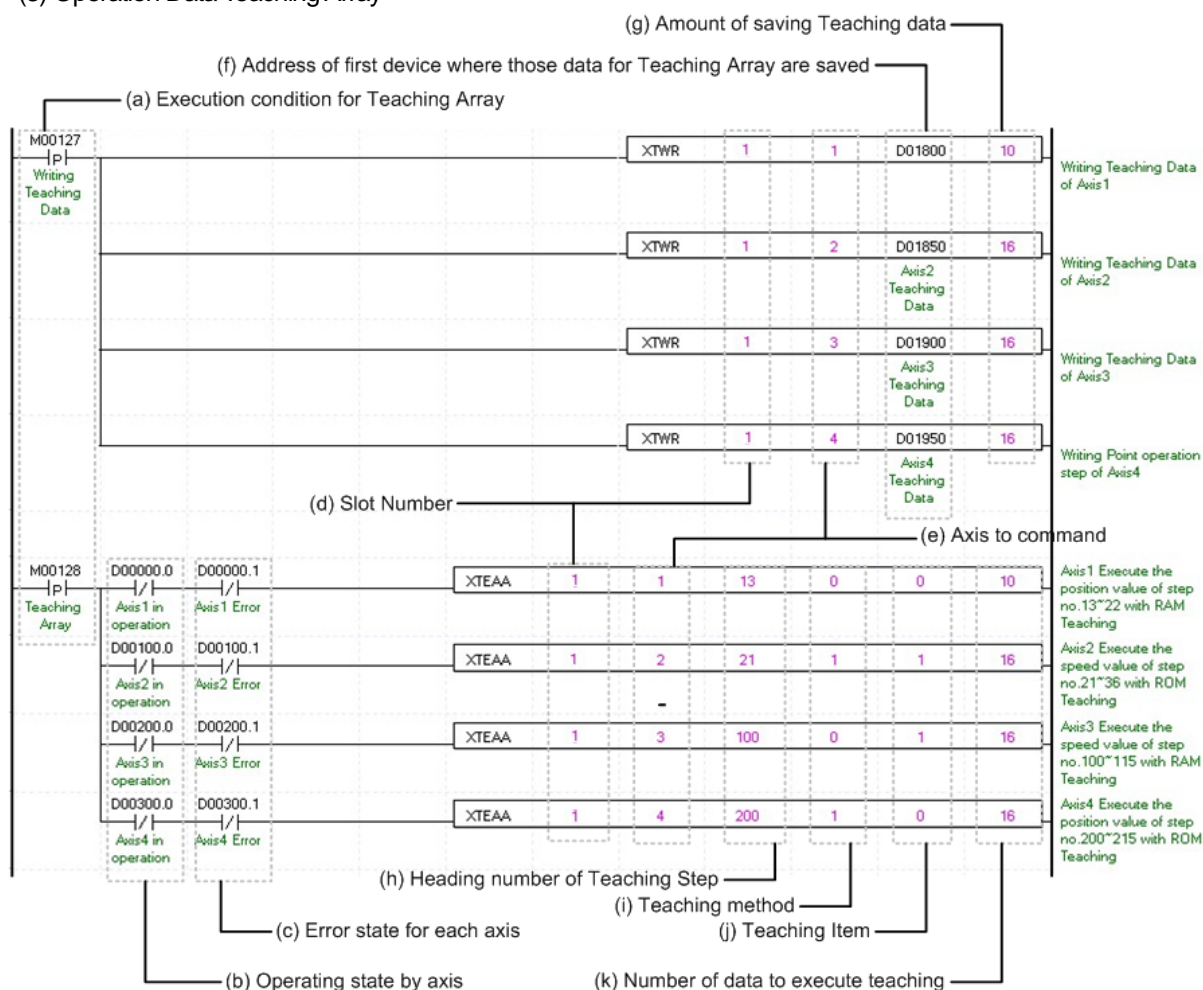 (s) Operation Data Teaching Array
(g) Amount of saving Teaching data
(f) Address of first device where those data for Teaching Array are saved
(a) Execution condition for Teaching Array
M00127
P
Writing
Teaching
Data
XTWR 1 1 D01800 10
Writing Teaching Data
of Axis1
XTWR 1 2 D01850 16
Axis2
Teaching
Data
Writing Teaching Data
of Axis2
XTWR 1 3 D01900 16
Axis3
Teaching
Data
Writing Teaching Data
of Axis3
XTWR 1 4 D01950 16
Axis4
Teaching
Data
Writing Point operation
step of Axis4
(d) Slot Number
(e) Axis to command
M00128
P
Teaching
Array
D00000.0 D00000.1
Axis1 in
operation
Axis1 Error
XTEAA 1 1 13 0 0 10
Axis1 Execute the
position value of step
no.13~22 with RAM
Teaching
D00100.0 D00100.1
Axis2 in
operation
Axis2 Error
XTEAA 1 2 21 1 1 16
Axis2 Execute the
speed value of step
no.21~36 with ROM
Teaching
D00200.0 D00200.1
Axis3 in
operation
Axis3 Error
XTEAA 1 3 100 0 1 16
Axis3 Execute the
speed value of step
no.100~115 with RAM
Teaching
D00300.0 D00300.1
Axis4 in
operation
Axis4 Error
XTEAA 1 4 200 1 0 16
Axis4 Execute the
position value of step
no.200~215 with ROM
Teaching
(h) Heading number of Teaching Step
(i) Teaching method
(c) Error state for each axis
(j) Teaching Item
(b) Operating state by axis
(k) Number of data to execute teaching